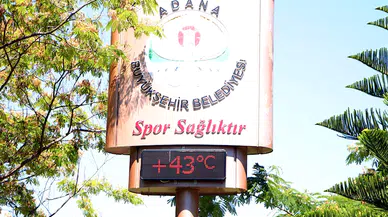 ADANA
BÜYÜKŞEHİR BELEDİYESİ
Spor Sağlıktır
+43°C